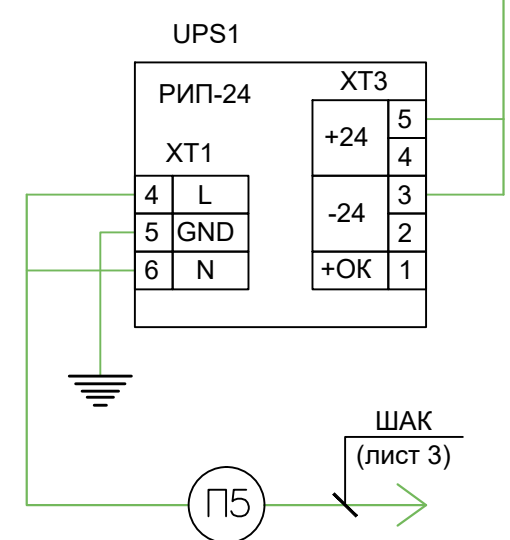 UPS1
РИП-24
XT3
+24
5
4
XT1
4 L
-24
3
5 GND
2
6 N
+ОК 1
ШАК
(лист 3)
П5